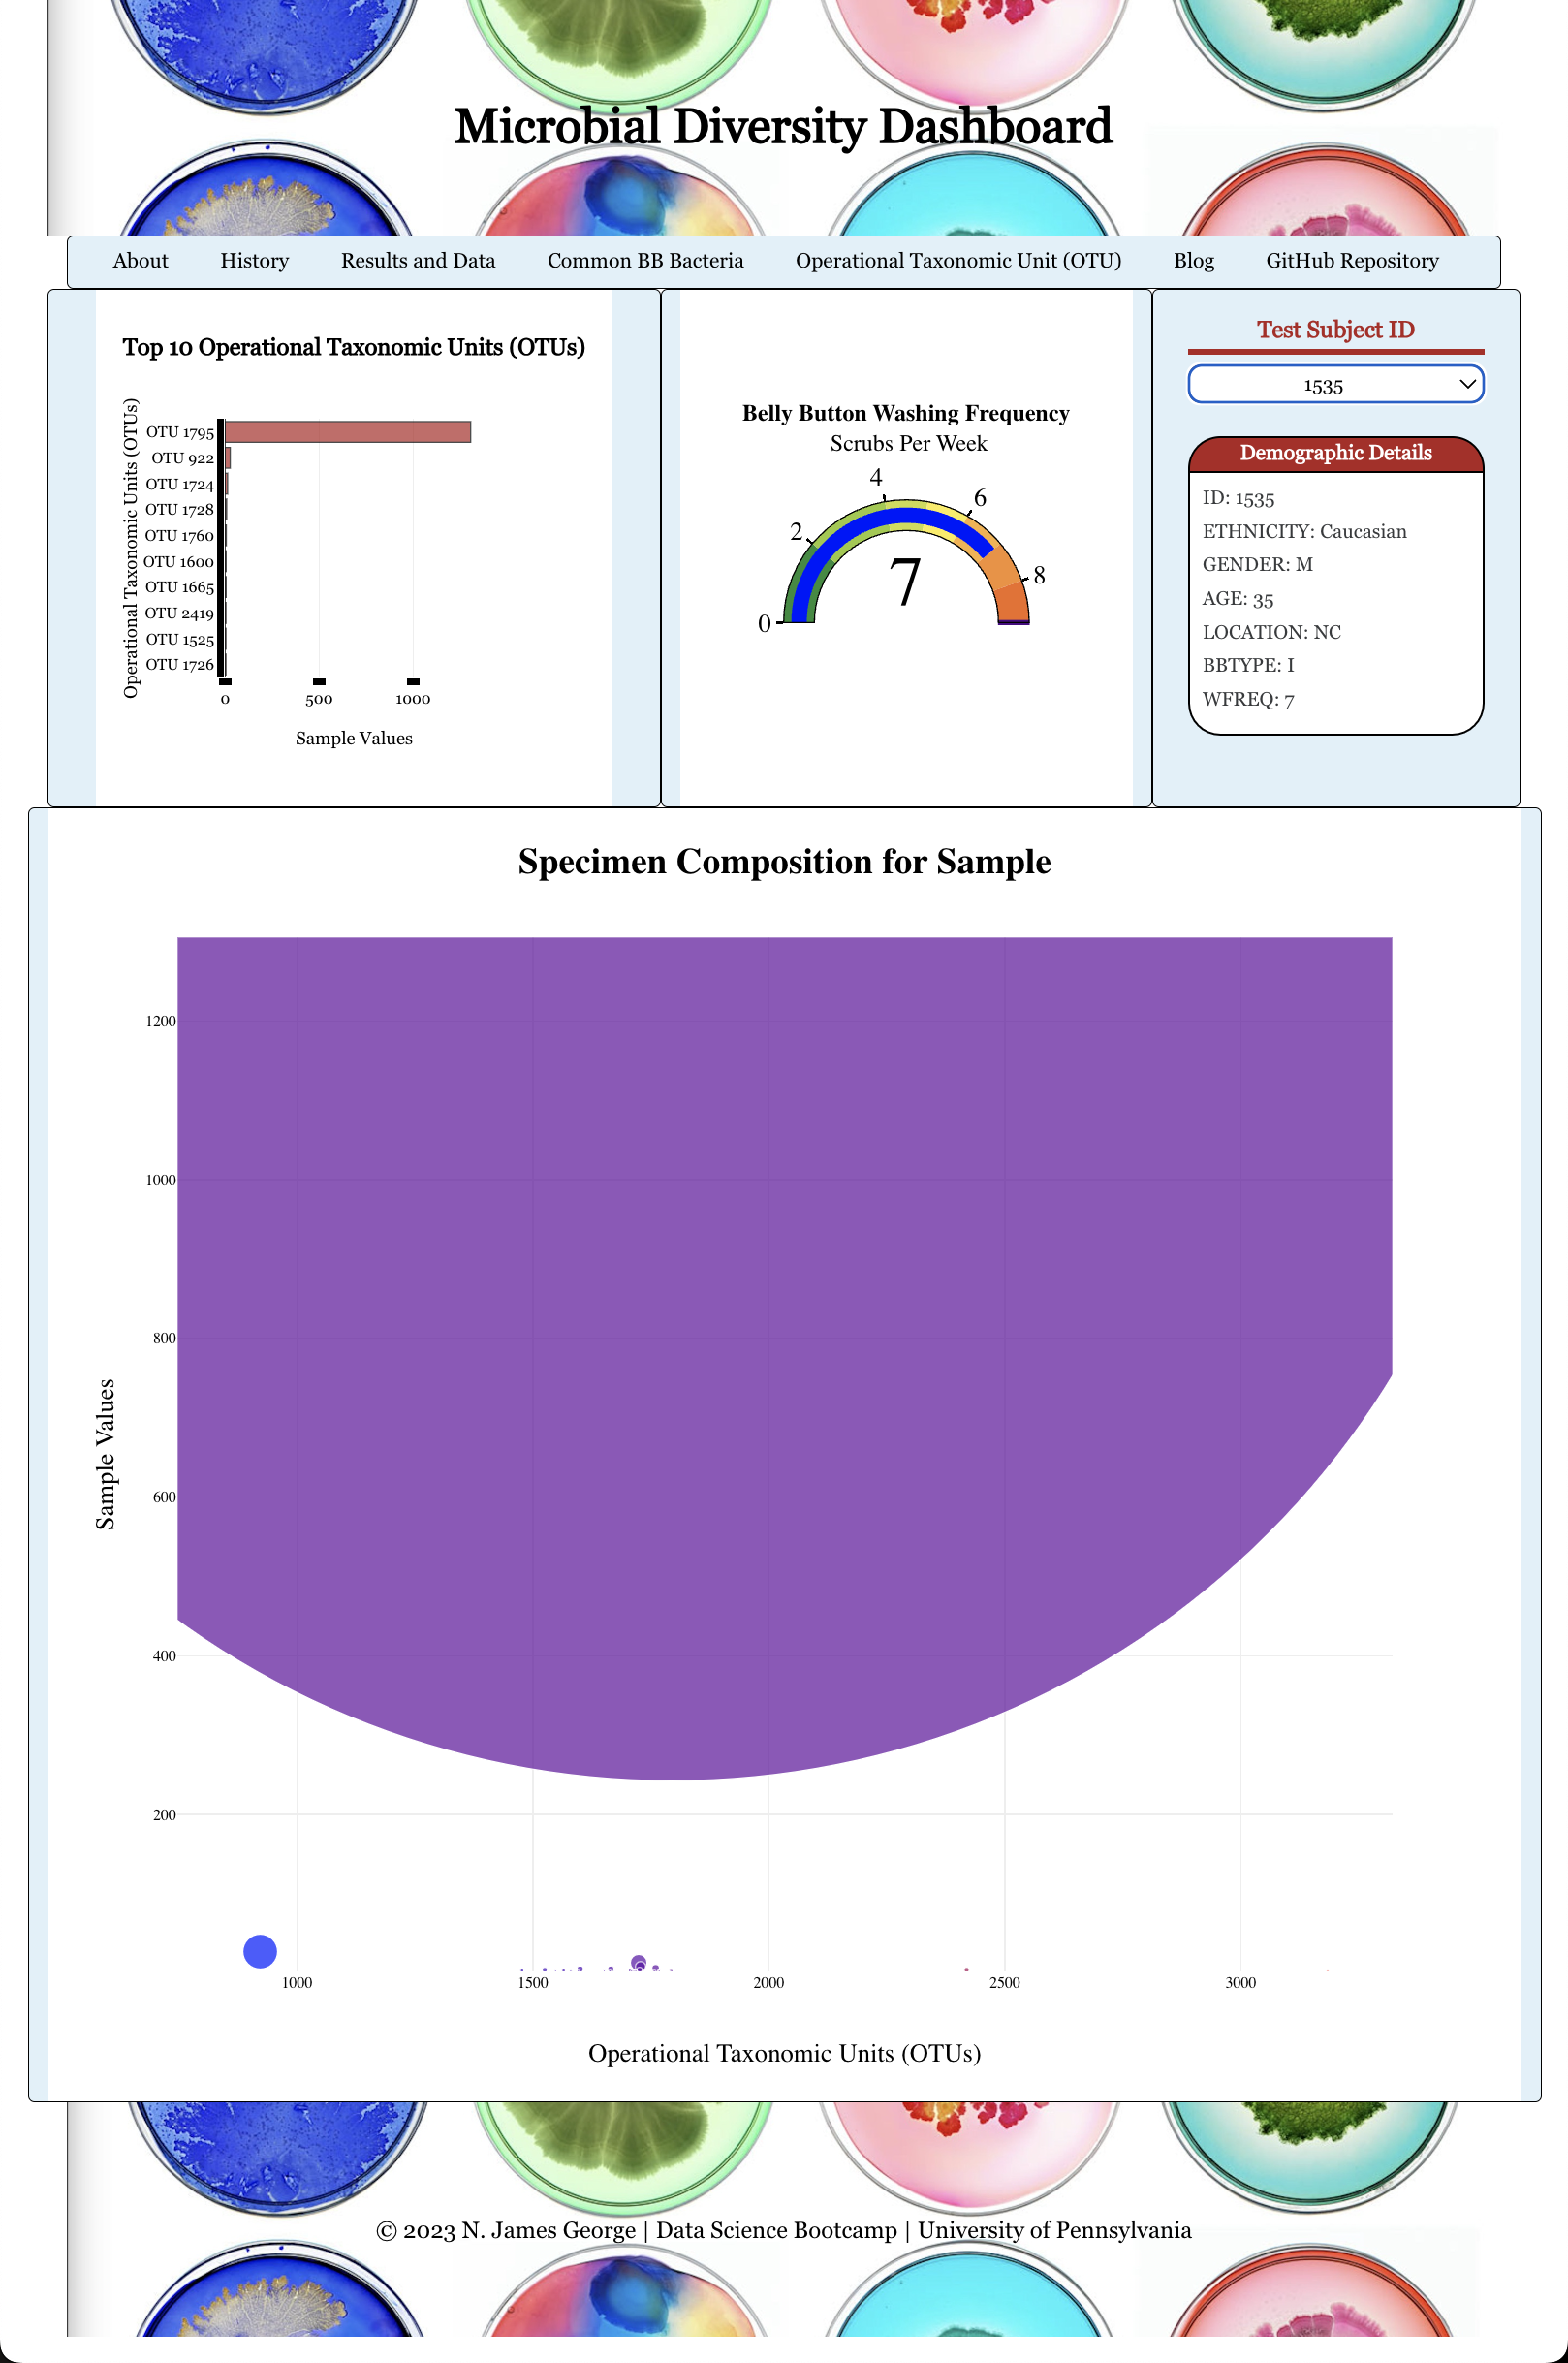 Microbial Diversity Dashboard
About History Results and Data Common BB Bacteria Operational Taxonomic Unit (OTU) Blog GitHub Repository
Top 10 Operational Taxonomic Units (OTUs)
Operational Taxonomic Units (OTUs)
OTU 1795
OTU 922
OTU 1724
OTU 1728
OTU 1760
OTU 1600
OTU 1665
OTU 2419
OTU 1525
OTU 1726
0 500 1000
Sample Values
Belly Button Washing Frequency
Scrubs Per Week
0 2 4 6 8
7
Test Subject ID
1535
Demographic Details
ID: 1535
ETHNICITY: Caucasian
GENDER: M
AGE: 35
LOCATION: NC
BBTYPE: I
WFREQ: 7
Specimen Composition for Sample
Sample Values
1200
1000
800
600
400
200
1000 1500 2000 2500 3000
Operational Taxonomic Units (OTUs)
© 2023 N. James George | Data Science Bootcamp | University of Pennsylvania